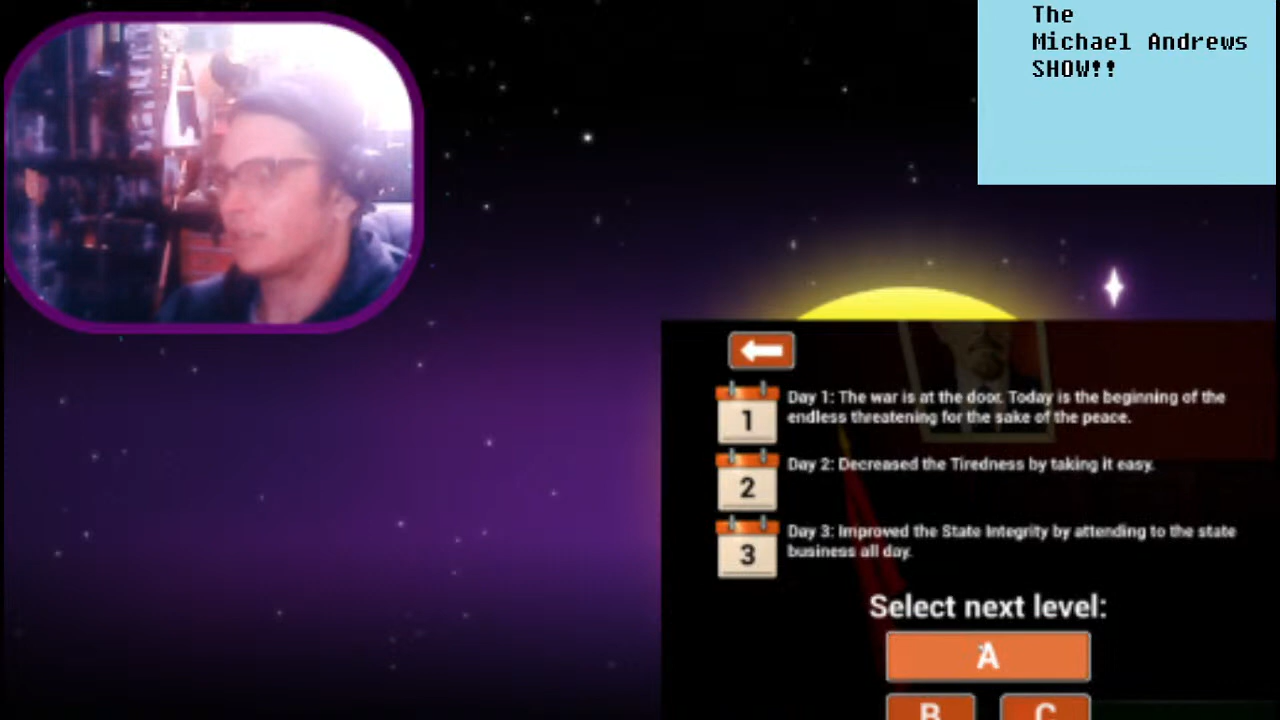 The
Michael Andrews
SHOW!!
1
Day 1: The war is at the door. Today is the beginning of the
endless threatening for the sake of the peace.
2
Day 2: Decreased the Tiredness by taking it easy.
3
Day 3: Improved the State Integrity by attending to the state
business all day.
Select next level:
A
B
C